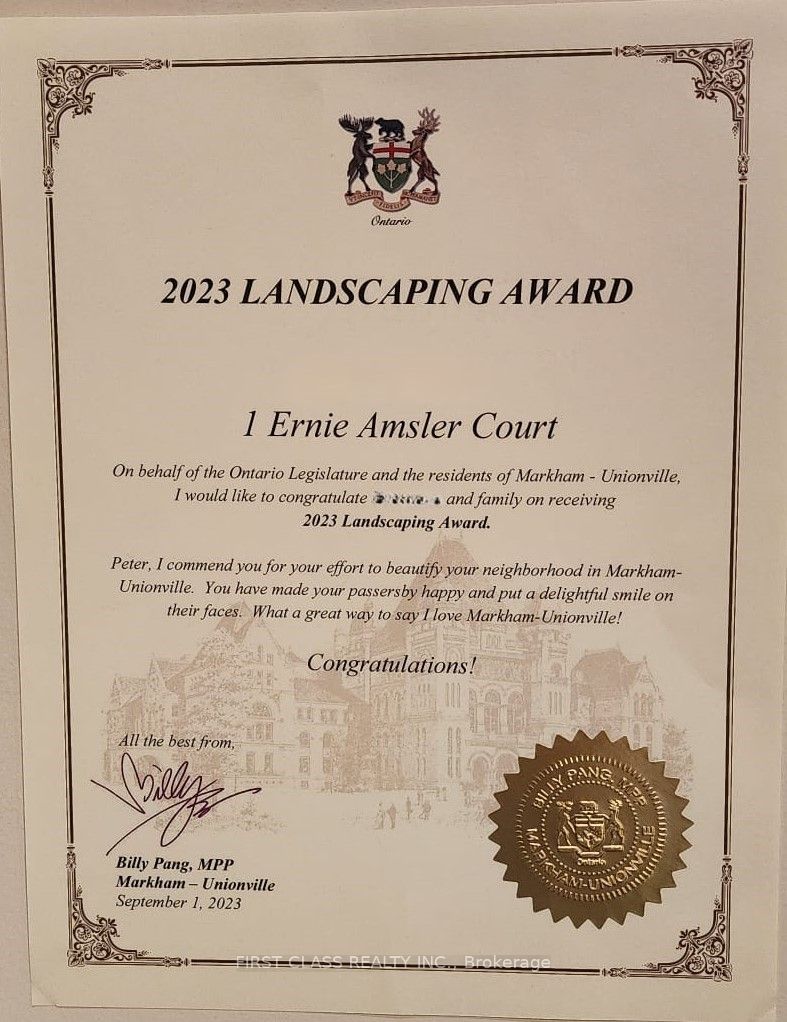 Ontario
2023 LANDSCAPING AWARD
1 Ernie Amsler Court
On behalf of the Ontario Legislature and the residents of Markham - Unionville,
I would like to congratulate and family on receiving
2023 Landscaping Award.
Peter, I commend you for your effort to beautify your neighborhood in Markham-
Unionville. You have made your passersby happy and put a delightful smile on
their faces. What a great way to say I love Markham-Unionville!
Congratulations!
All the best from,
Billy
Billy Pang, MPP
Markham – Unionville
September 1, 2023
BILLY PANG, MPP
Ontario
MARKHAM-UNIONVILLE
FIRST CLASS REALTY INC., Brokerage